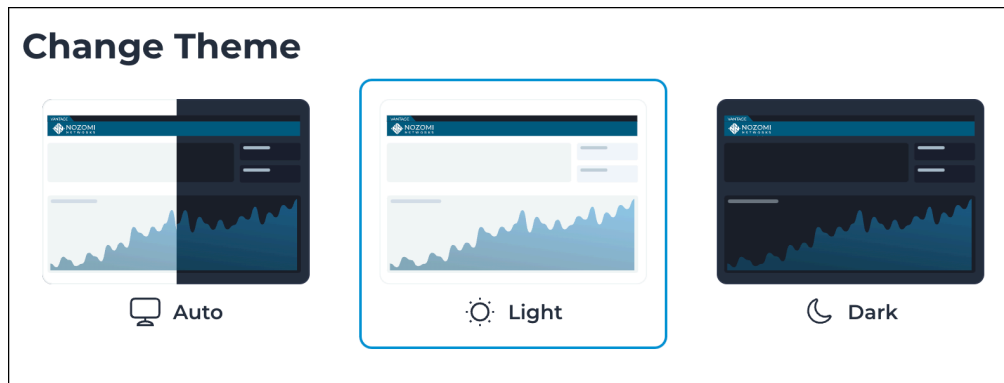 Change Theme
VANTAGE
NOZOMI
NETWORKS
VANTAGE
NOZOMI
NETWORKS
VANTAGE
NOZOMI
NETWORKS
Auto
Light
Dark